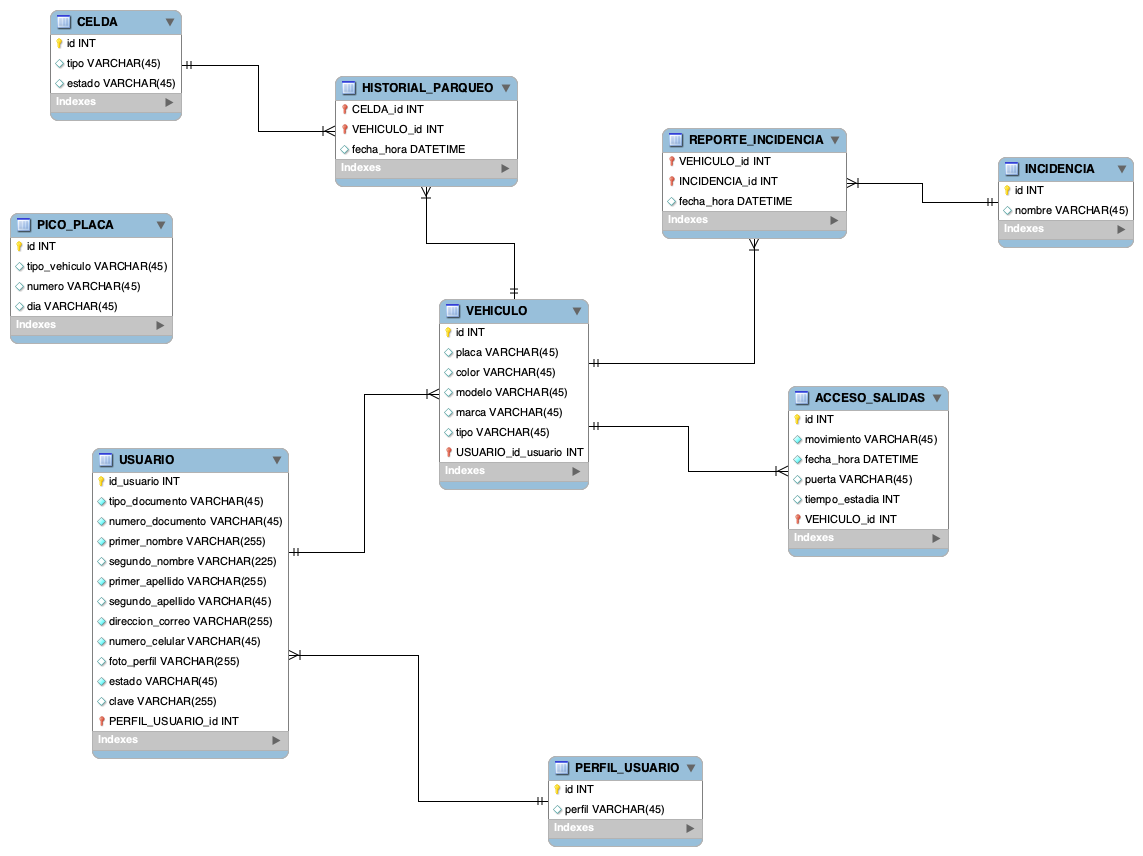 CELDA
id INT
tipo VARCHAR(45)
estado VARCHAR(45)
Indexes
HISTORIAL_PARQUEO
CELDA_id INT
VEHICULO_id INT
fecha_hora DATETIME
Indexes
REPORTE_INCIDENCIA
VEHICULO_id INT
INCIDENCIA_id INT
fecha_hora DATETIME
Indexes
INCIDENCIA
id INT
nombre VARCHAR(45)
Indexes
PICO_PLACA
id INT
tipo_vehiculo VARCHAR(45)
numero VARCHAR(45)
dia VARCHAR(45)
Indexes
VEHICULO
id INT
placa VARCHAR(45)
color VARCHAR(45)
modelo VARCHAR(45)
marca VARCHAR(45)
tipo VARCHAR(45)
USUARIO_id_usuario INT
Indexes
ACCESO_SALIDAS
id INT
movimiento VARCHAR(45)
fecha_hora DATETIME
puerta VARCHAR(45)
tiempo_estadia INT
VEHICULO_id INT
Indexes
USUARIO
id_usuario INT
tipo_documento VARCHAR(45)
numero_documento VARCHAR(45)
primer_nombre VARCHAR(255)
segundo_nombre VARCHAR(225)
primer_apellido VARCHAR(255)
segundo_apellido VARCHAR(45)
direccion_correo VARCHAR(255)
numero_celular VARCHAR(45)
foto_perfil VARCHAR(255)
estado VARCHAR(45)
clave VARCHAR(255)
PERFIL_USUARIO_id INT
Indexes
PERFIL_USUARIO
id INT
perfil VARCHAR(45)
Indexes